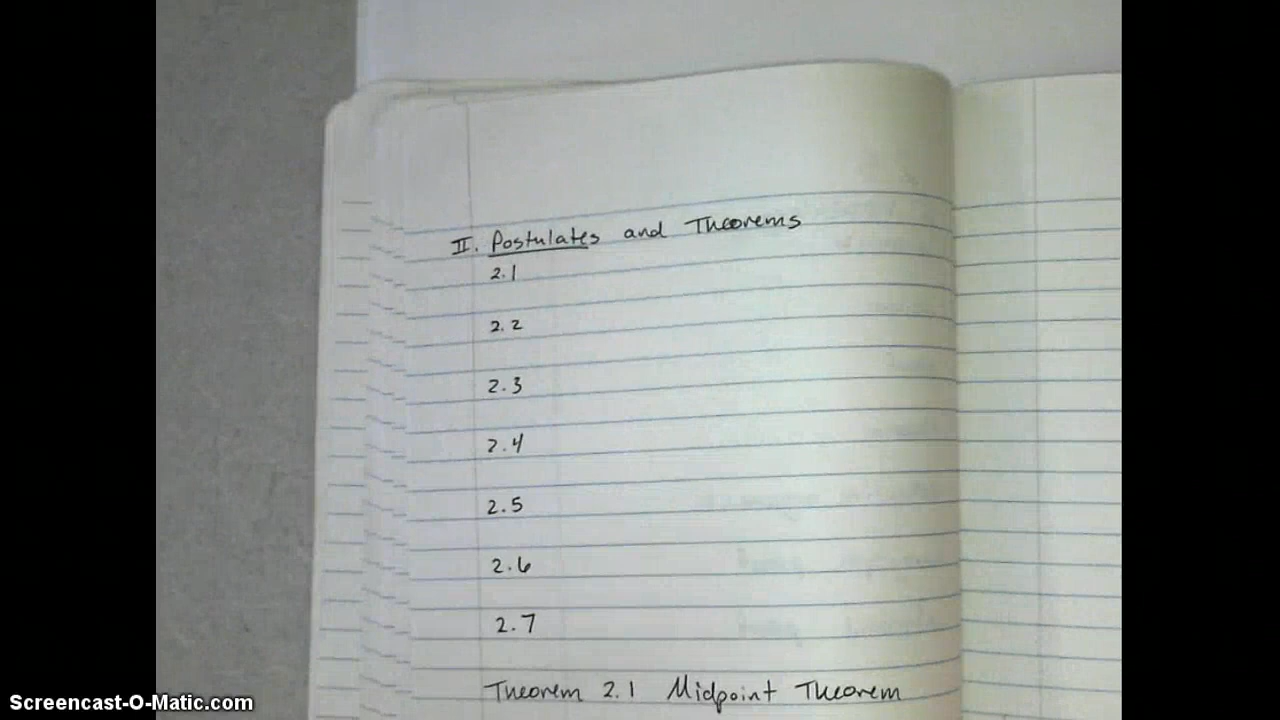 II. Postulates and Theorems
2.1
2.2
2.3
2.4
2.5
2.6
2.7
Theorem 2.1 Midpoint Theorem
Screencast-O-Matic.com